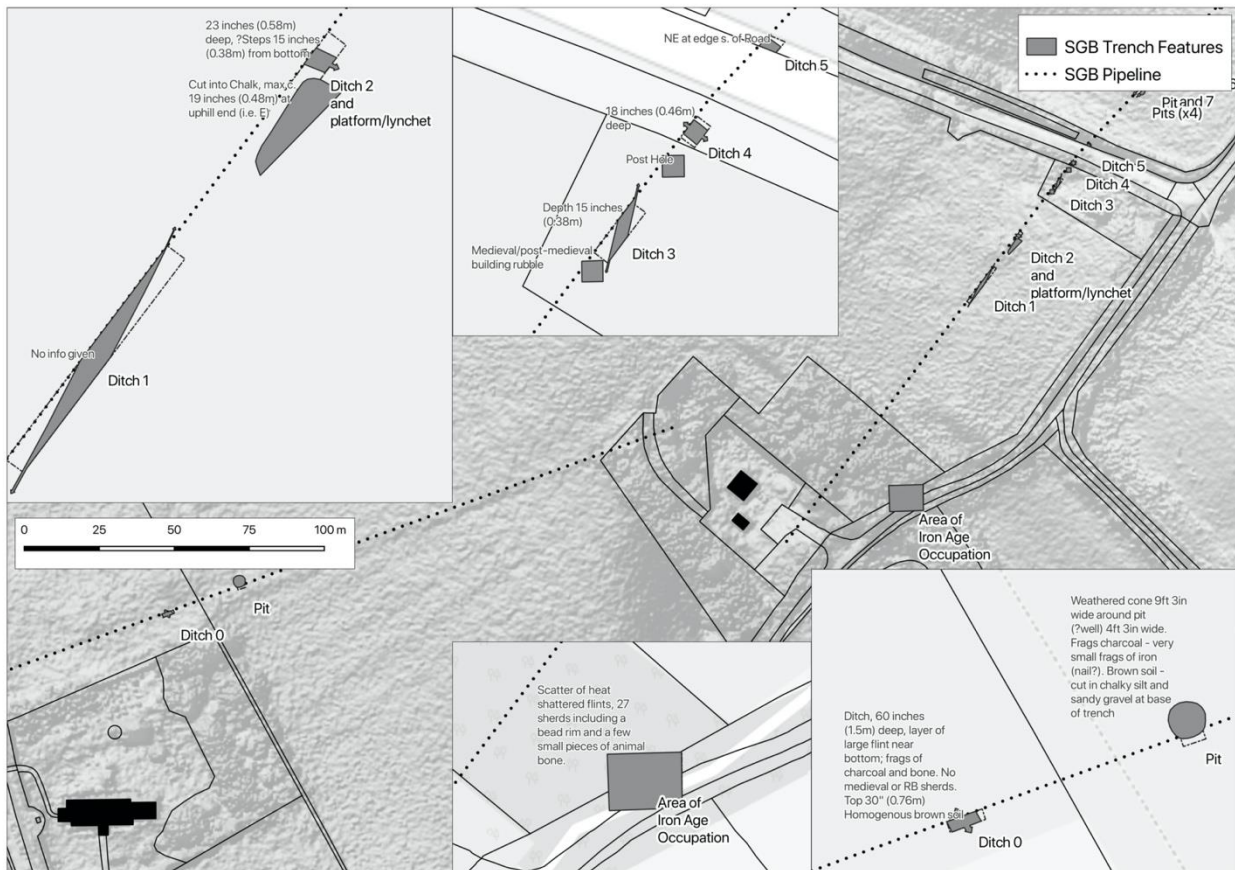 23 inches (0.58m)
deep, ?Steps 15 inches
(0.38m) from bottom
Cut into Chalk, max,c.
19 inches (0.48m) at
uphill end (i.e. E)
Ditch 2
and
platform/lynchet
No info given
Ditch 1
NE at edge s. of Road
Ditch 5
18 inches (0.46m)
deep
Ditch 4
Post Hole
Depth 15 inches
(0.38m)
Ditch 3
Medieval/post-medieval
building rubble
SGB Trench Features
SGB Pipeline
Pit and 7
Pits (x4)
Ditch 5
Ditch 4
Ditch 3
Ditch 2
and
platform/lynchet
Ditch 1
Area of
Iron Age
Occupation
0 25 50 75 100 m
Pit
Ditch 0
Scatter of heat
shattered flints, 27
sherds including a
bead rim and a few
small pieces of animal
bone.
Area of
Iron Age
Occupation
Weathered cone 9ft 3in
wide around pit
(?well) 4ft 3in wide.
Frags charcoal - very
small frags of iron
(nail?). Brown soil -
cut in chalky silt and
sandy gravel at base
of trench
Ditch, 60 inches
(1.5m) deep, layer of
large flint near
bottom; frags of
charcoal and bone. No
medieval or RB sherds.
Top 30" (0.76m)
Homogenous brown soil
Pit
Ditch 0